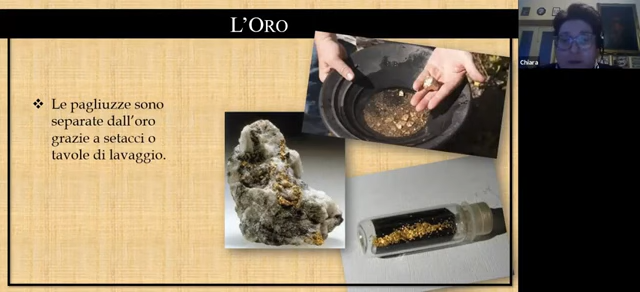 L'ORO
❖ Le pagliuzze sono
separate dall'oro
grazie a setacci o
tavole di lavaggio.
Chiara